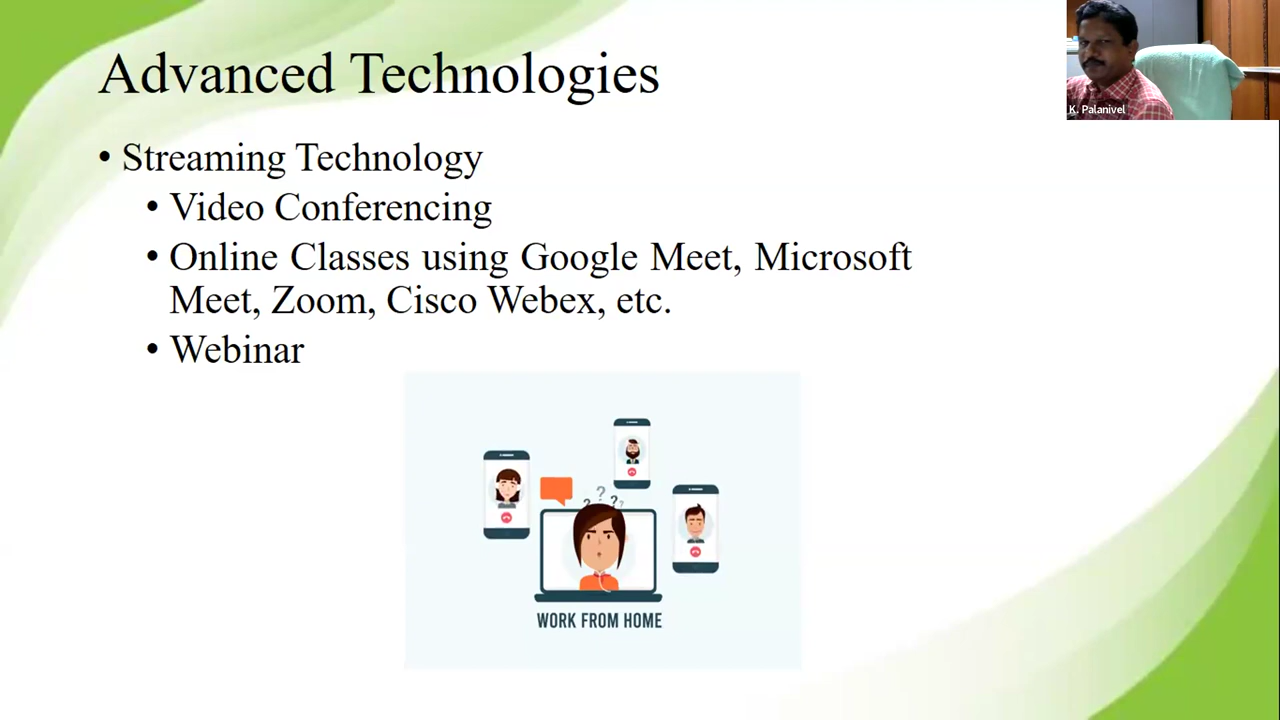 Advanced Technologies
K. Palanivel
• Streaming Technology
• Video Conferencing
• Online Classes using Google Meet, Microsoft
Meet, Zoom, Cisco Webex, etc.
• Webinar
? ? ? ?
WORK FROM HOME